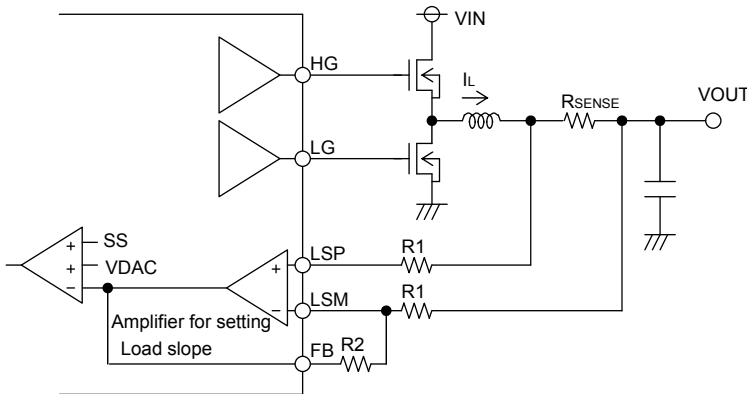 VIN
HG
IL
RSENSE
VOUT
LG
SS
+
+ VDAC
−
LSP
+
R1
LSM
−
R1
Amplifier for setting
Load slope
FB
R2